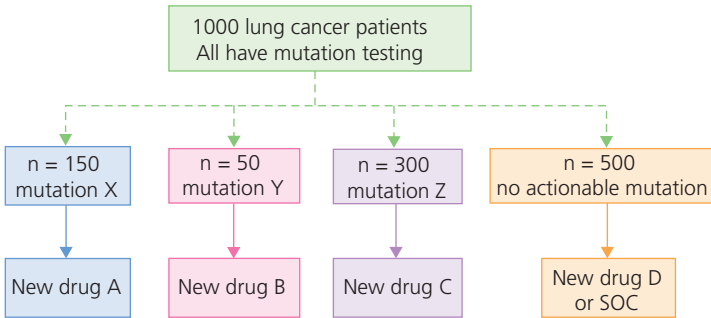 1000 lung cancer patients
All have mutation testing
n = 150
mutation X
n = 50
mutation Y
n = 300
mutation Z
n = 500
no actionable mutation
New drug A
New drug B
New drug C
New drug D
or SOC